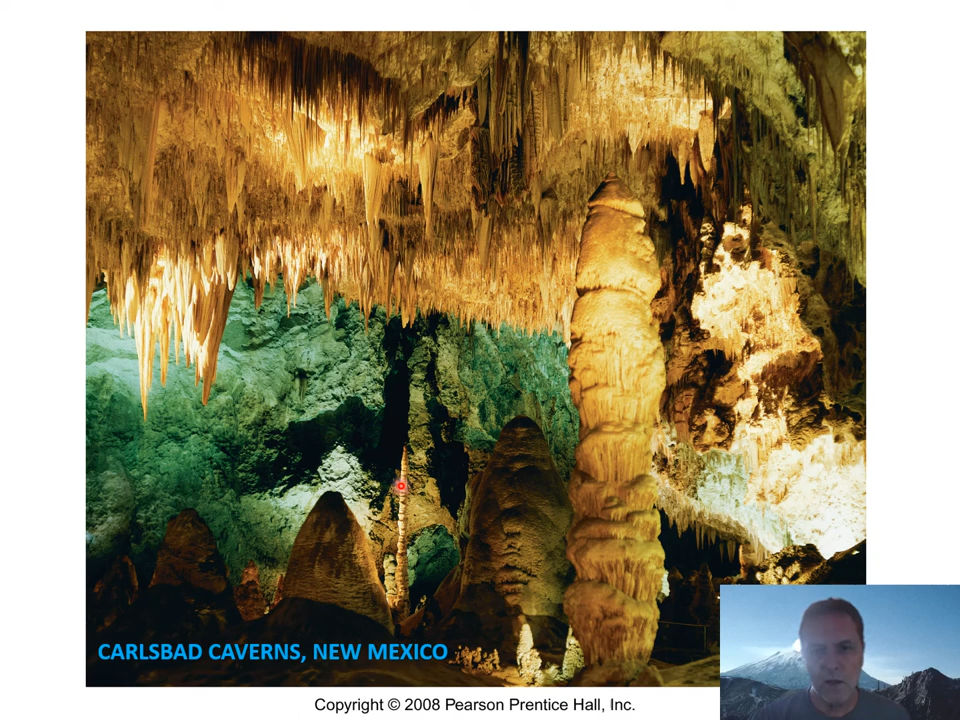 CARLSBAD CAVERNS, NEW MEXICO
Copyright © 2008 Pearson Prentice Hall, Inc.